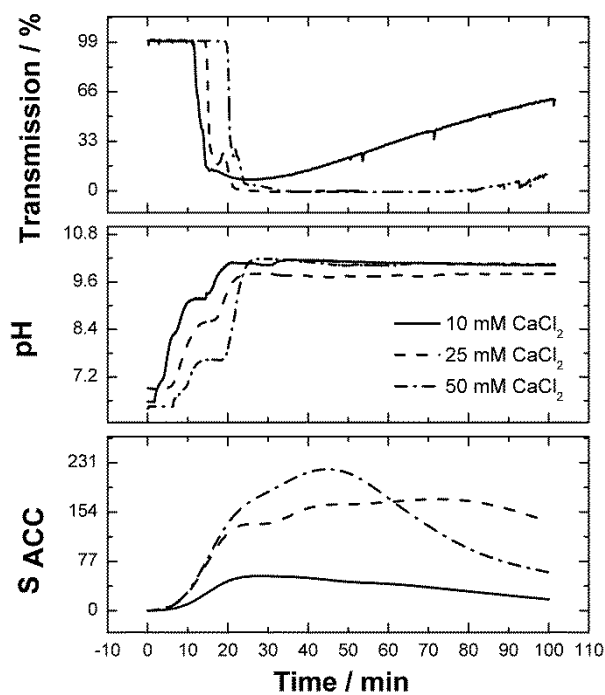 Transmission / %
99
66
33
0
pH
10.8
9.6
8.4
7.2
10 mM CaCl₂
25 mM CaCl₂
50 mM CaCl₂
S ACC
231
154
77
0
-10 0 10 20 30 40 50 60 70 80 90 100 110
Time / min